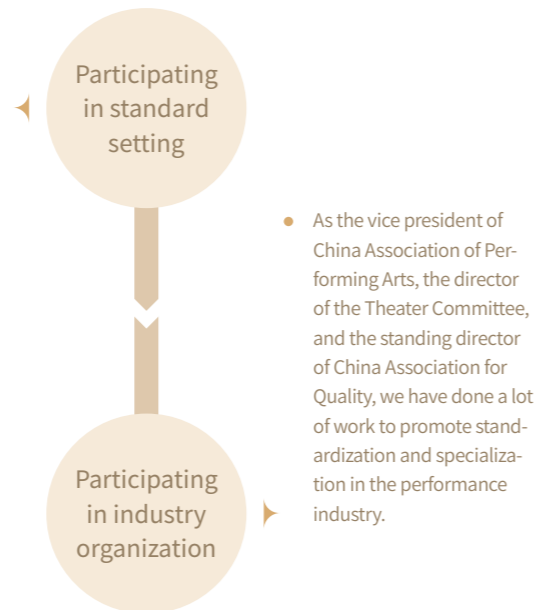 Participating
in standard
setting
As the vice president of
China Association of Per-
forming Arts, the director
of the Theater Committee,
and the standing director
of China Association for
Quality, we have done a lot
of work to promote stand-
ardization and specializa-
tion in the performance
industry.
Participating
in industry
organization